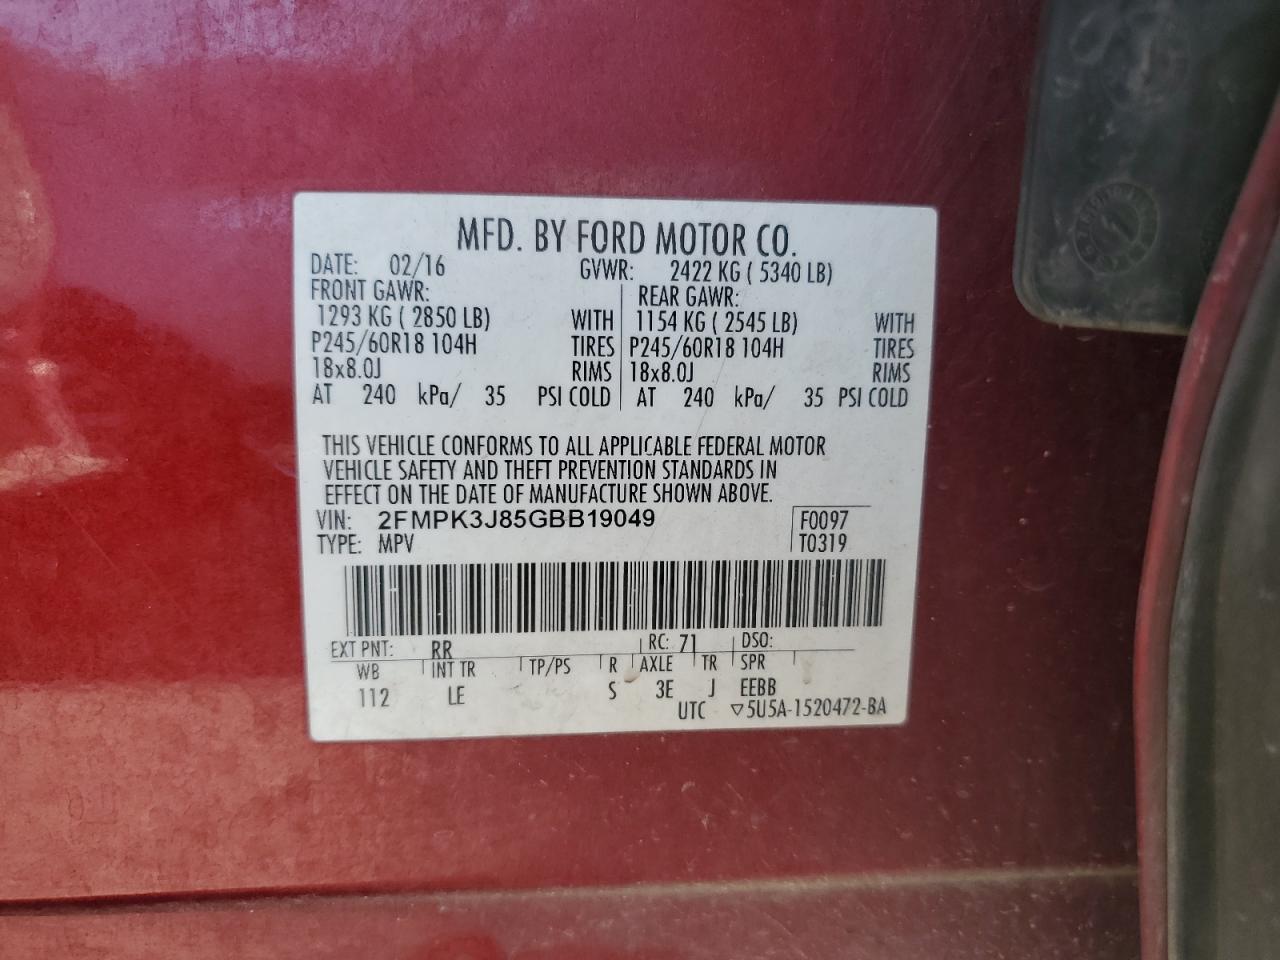 MFD. BY FORD MOTOR CO.
DATE: 02/16 GVWR: 2422 KG ( 5340 LB)
FRONT GAWR: REAR GAWR:
1293 KG ( 2850 LB) WITH 1154 KG ( 2545 LB) WITH
P245/60R18 104H TIRES P245/60R18 104H TIRES
18x8.0J RIMS 18x8.0J RIMS
AT 240 kPa/ 35 PSI COLD AT 240 kPa/ 35 PSI COLD
THIS VEHICLE CONFORMS TO ALL APPLICABLE FEDERAL MOTOR
VEHICLE SAFETY AND THEFT PREVENTION STANDARDS IN
EFFECT ON THE DATE OF MANUFACTURE SHOWN ABOVE.
VIN: 2FMPK3J85GBB19049 F0097
TYPE: MPV T0319
EXT PNT: RR RC: 71 DSO:
WB INT TR TP/PS R AXLE TR SPR
112 LE S 3E J EEBB
UTC ▽5U5A-1520472-BA